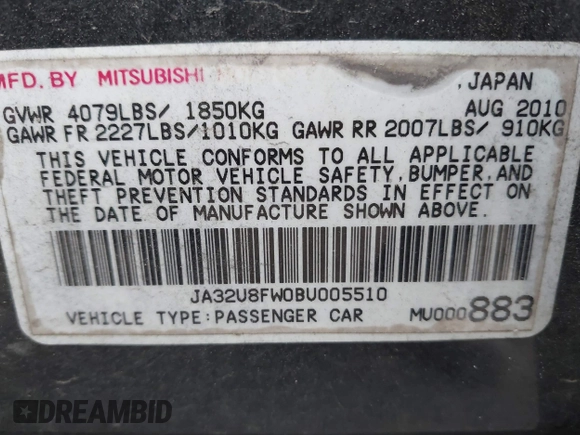 MFD. BY MITSUBISHI , JAPAN
GVWR 4079LBS/ 1850KG AUG 2010
GAWR FR 2227LBS/1010KG GAWR RR 2007LBS/ 910KG
THIS VEHICLE CONFORMS TO ALL APPLICABLE
FEDERAL MOTOR VEHICLE SAFETY, BUMPER, AND
THEFT PREVENTION STANDARDS IN EFFECT ON
THE DATE OF MANUFACTURE SHOWN ABOVE.
JA32U8FW0BU005510
VEHICLE TYPE:PASSENGER CAR MU000883
DREAMBID